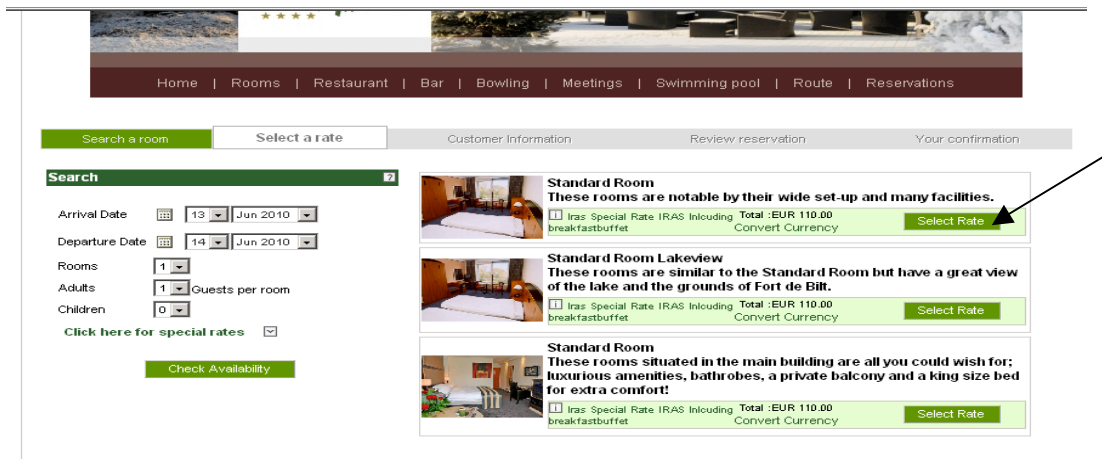 Home | Rooms | Restaurant | Bar | Bowling | Meetings | Swimming pool | Route | Reservations
Search a room Select a rate Customer Information Review reservation Your confirmation
Search ?
Arrival Date 13 Jun 2010
Departure Date 14 Jun 2010
Rooms 1
Adults 1 Guests per room
Children 0
Click here for special rates
Check Availability
Standard Room
These rooms are notable by their wide set-up and many facilities.
i Iras Special Rate IRAS Inlcuding Total :EUR 110.00
breakfastbuffet Convert Currency
Select Rate
Standard Room Lakeview
These rooms are similar to the Standard Room but have a great view
of the lake and the grounds of Fort de Bilt.
i Iras Special Rate IRAS Inlcuding Total :EUR 110.00
breakfastbuffet Convert Currency
Select Rate
Standard Room
These rooms situated in the main building are all you could wish for;
luxurious amenities, bathrobes, a private balcony and a king size bed
for extra comfort!
i Iras Special Rate IRAS Inlcuding Total :EUR 110.00
breakfastbuffet Convert Currency
Select Rate